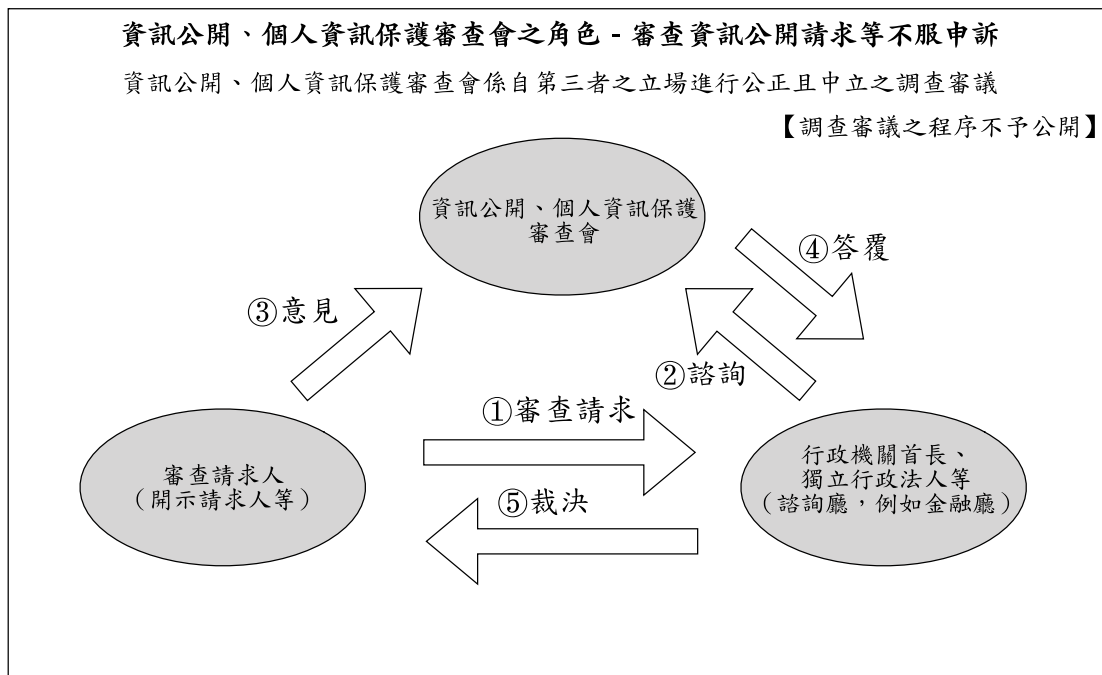 資訊公開、個人資訊保護審查會之角色 - 審查資訊公開請求等不服申訴
資訊公開、個人資訊保護審查會係自第三者之立場進行公正且中立之調查審議
【調查審議之程序不予公開】
資訊公開、個人資訊保護
審查會
④答覆
③意見
②諮詢
①審查請求
審查請求人
（開示請求人等）
行政機關首長、
獨立行政法人等
（諮詢廳，例如金融廳）
⑤裁決